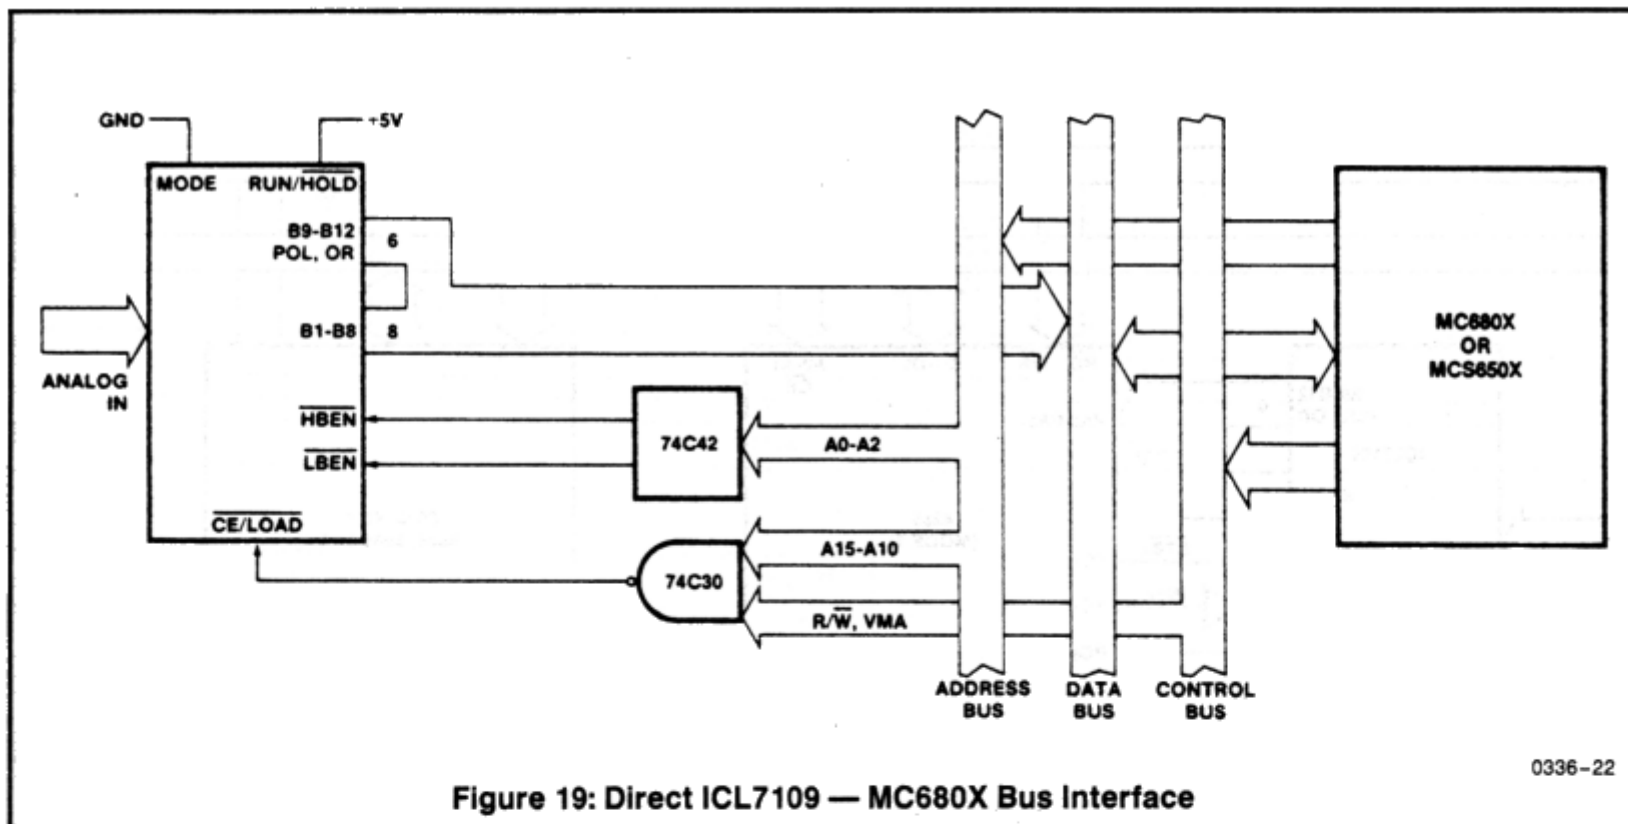 GND
+5V
MODE
RUN/HOLD
B9-B12
POL, OR
6
B1-B8
8
ANALOG
IN
HBEN
LBEN
CE/LOAD
74C42
A0-A2
74C30
A15-A10
R/W, VMA
MC680X
OR
MCS650X
ADDRESS
BUS
DATA
BUS
CONTROL
BUS
0336-22
Figure 19: Direct ICL7109 — MC680X Bus Interface